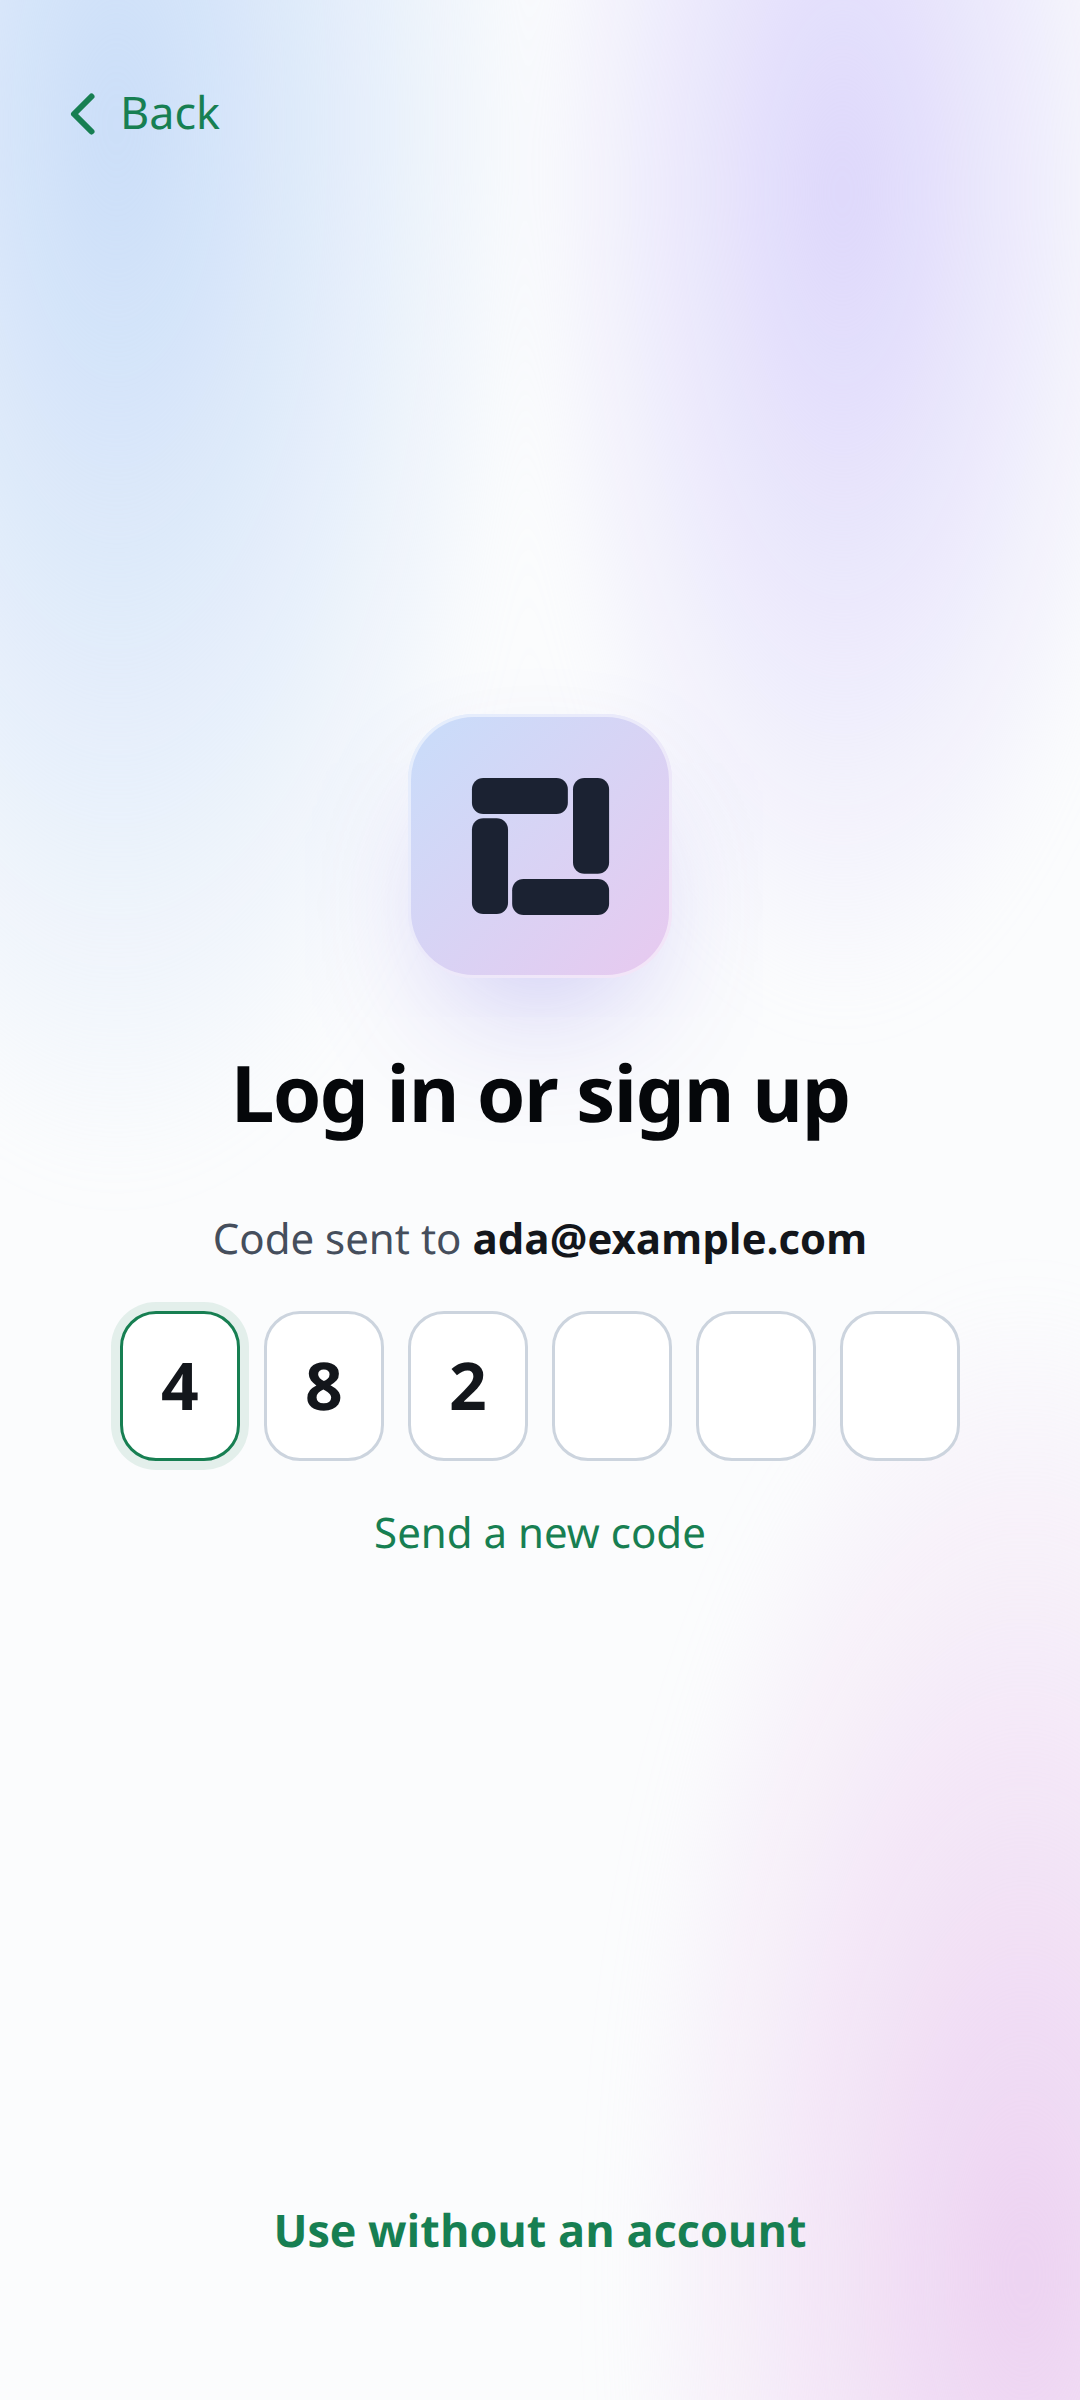 Back
Log in or sign up
Code sent to ada@example.com
4 8 2
Send a new code
Use without an account